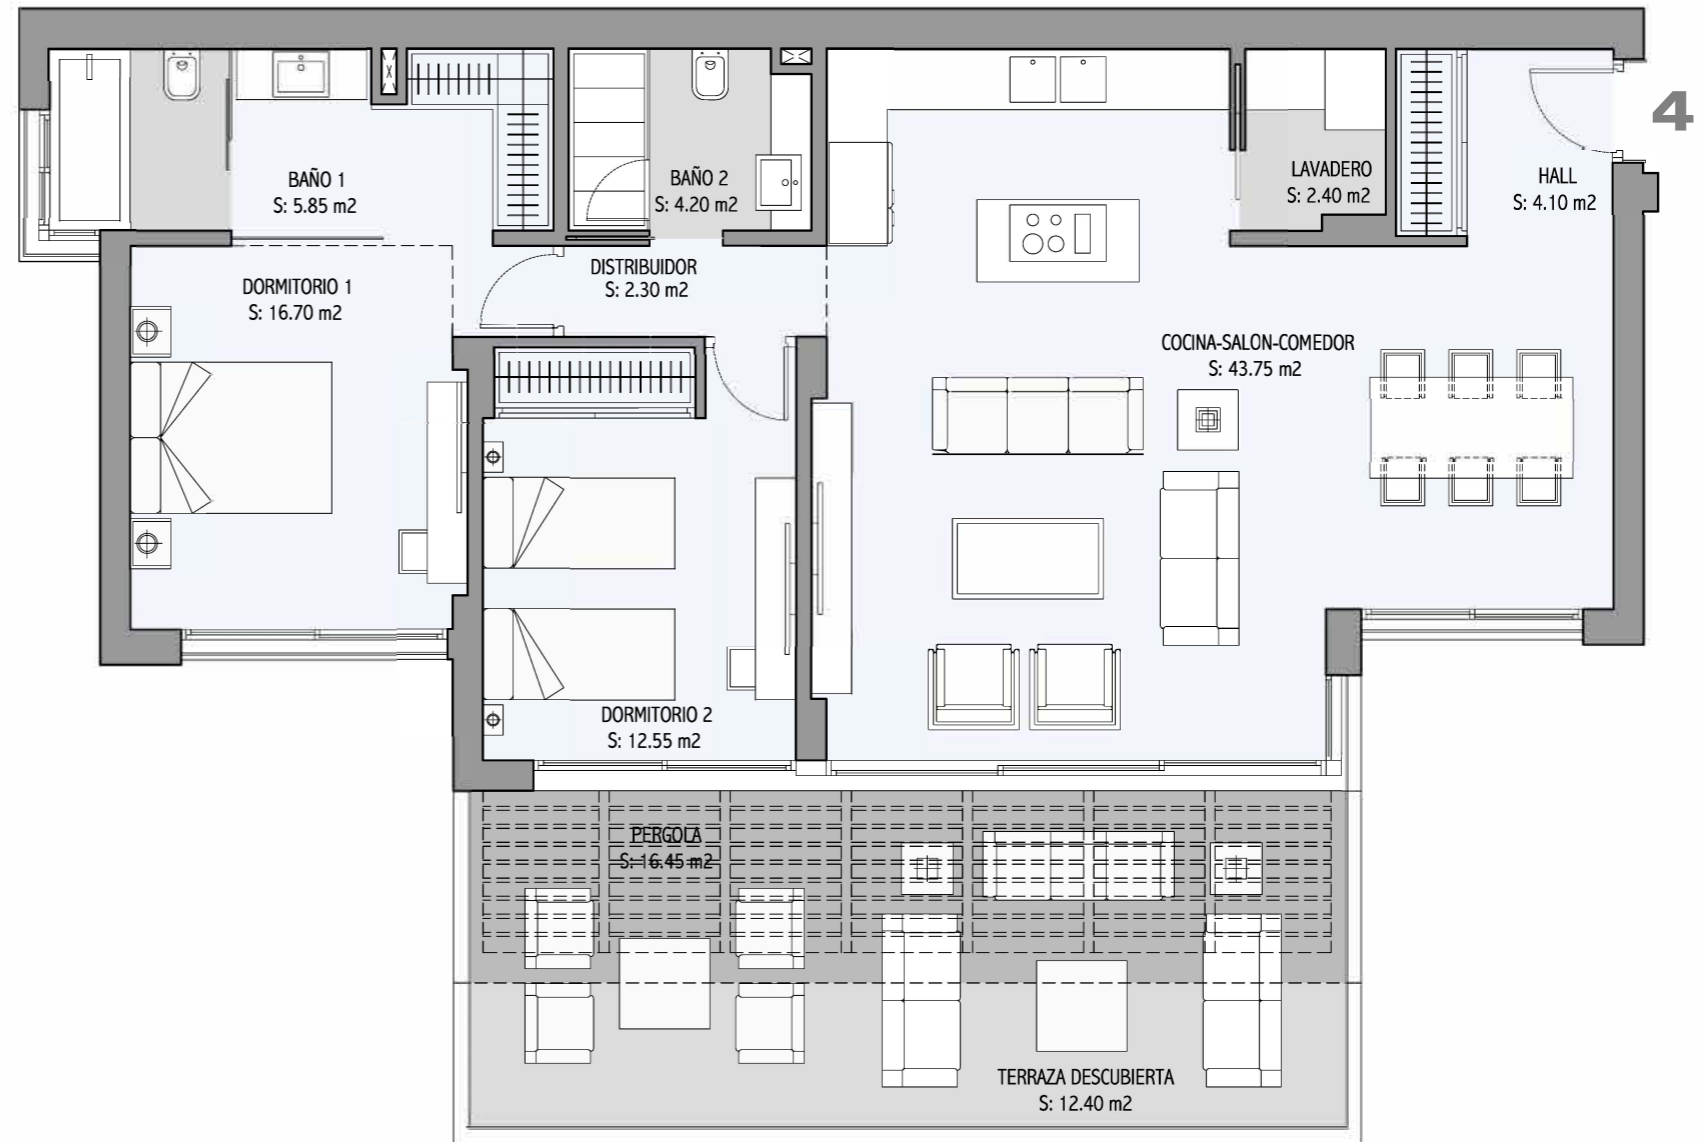 4
BAÑO 1
S: 5.85 m2
BAÑO 2
S: 4.20 m2
LAVADERO
S: 2.40 m2
HALL
S: 4.10 m2
DORMITORIO 1
S: 16.70 m2
DISTRIBUIDOR
S: 2.30 m2
COCINA-SALON-COMEDOR
S: 43.75 m2
DORMITORIO 2
S: 12.55 m2
PERGOLA
S: 16.45 m2
TERRAZA DESCUBIERTA
S: 12.40 m2